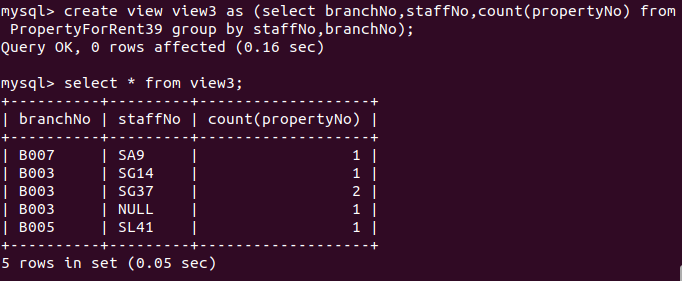 mysql> create view view3 as (select branchNo,staffNo,count(propertyNo) from
 PropertyForRent39 group by staffNo,branchNo);
Query OK, 0 rows affected (0.16 sec)

mysql> select * from view3;
+----------+---------+-------------------+
| branchNo | staffNo | count(propertyNo) |
+----------+---------+-------------------+
| B007     | SA9     |                 1 |
| B003     | SG14    |                 1 |
| B003     | SG37    |                 2 |
| B003     | NULL    |                 1 |
| B005     | SL41    |                 1 |
+----------+---------+-------------------+
5 rows in set (0.05 sec)